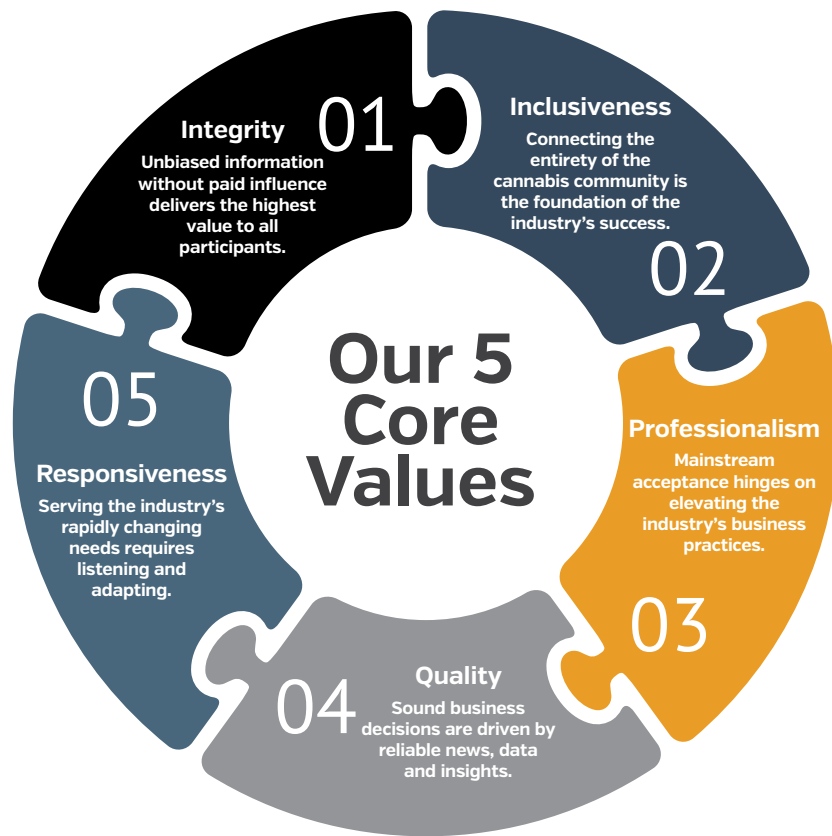 Our 5
Core
Values
01
Integrity
Unbiased information
without paid influence
delivers the highest
value to all
participants.
Inclusiveness
Connecting the
entirety of the
cannabis community is
the foundation of the
industry's success.
02
Professionalism
Mainstream
acceptance hinges on
elevating the
industry's business
practices.
03
Quality
04
Sound business
decisions are driven by
reliable news, data
and insights.
05
Responsiveness
Serving the industry's
rapidly changing
needs requires
listening and
adapting.